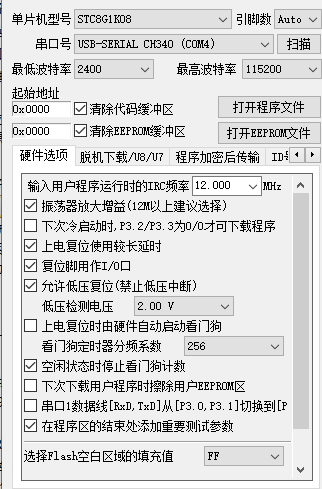 单片机型号 STC8G1K08 引脚数 Auto
串口号 USB-SERIAL CH340 (COM4) 扫描
最低波特率 2400 最高波特率 115200
起始地址
0x0000 清除代码缓冲区 打开程序文件
0x0000 清除EEPROM缓冲区 打开EEPROM文件
硬件选项 脱机下载/U8/U7 程序加密后传输
输入用户程序运行时的IRC频率 12.000 MHz
振荡器放大增益(12M以上建议选择)
下次冷启动时,P3.2/P3.3为0/0才可下载程序
上电复位使用较长延时
复位脚用作I/O口
允许低压复位(禁止低压中断)
低压检测电压 2.00 V
上电复位时由硬件自动启动看门狗
看门狗定时器分频系数 256
空闲状态时停止看门狗计数
下次下载用户程序时擦除用户EEPROM区
串口1数据线[RxD,TxD]从[P3.0,P3.1]切换到[P
在程序区的结束处添加重要测试参数
选择Flash空白区域的填充值 FF